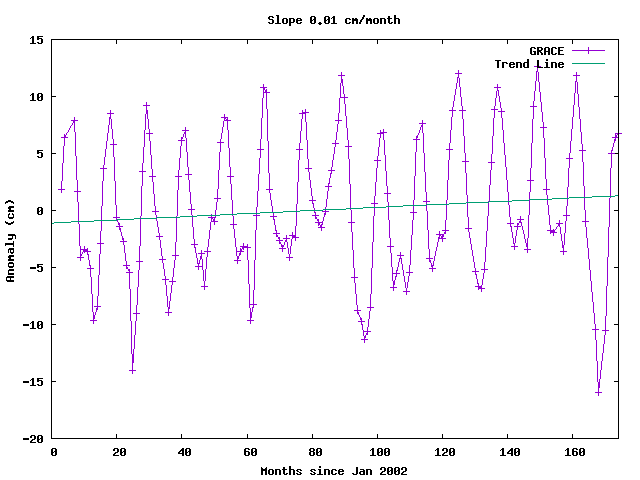 Slope 0.01 cm/month
GRACE
Trend Line
15
10
5
0
-5
-10
-15
-20
Anomaly (cm)
0 20 40 60 80 100 120 140 160
Months since Jan 2002